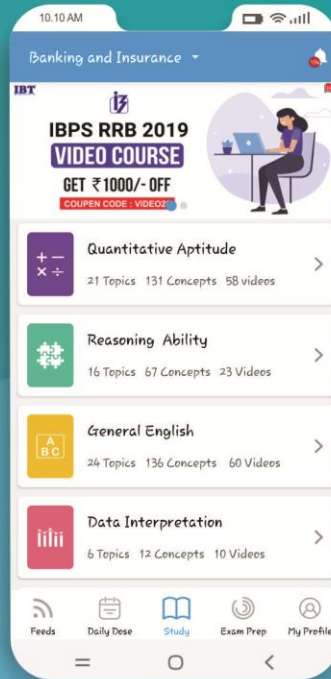 10.10 AM
Banking and Insurance
IBT
IBPS RRB 2019
VIDEO COURSE
GET ₹1000/- OFF
COUPEN CODE : VIDEO2
Quantitative Aptitude
21 Topics 131 Concepts 58 videos
Reasoning Ability
16 Topics 67 Concepts 23 Videos
A
B C
General English
24 Topics 136 Concepts 60 Videos
Data Interpretation
6 Topics 12 Concepts 10 Videos
Feeds Daily Dose Study Exam Prep My Profile